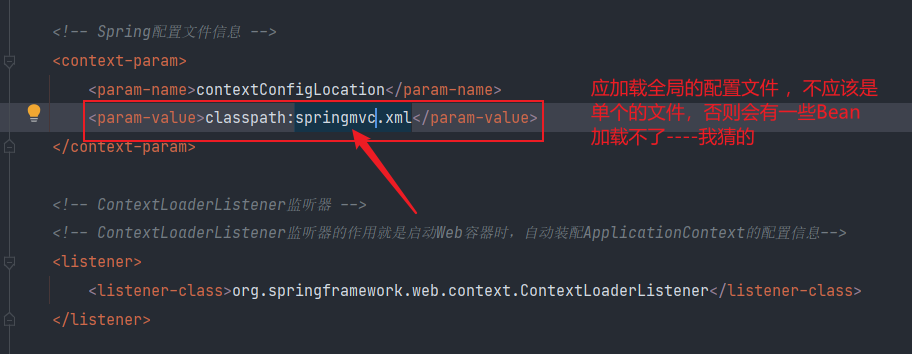 <!-- Spring配置文件信息 -->
<context-param>
<param-name>contextConfigLocation</param-name>
<param-value>classpath:springmvc.xml</param-value>
</context-param>
应加载全局的配置文件 ，不应该是
单个的文件，否则会有一些Bean
加载不了----我猜的
<!-- ContextLoaderListener监听器 -->
<!-- ContextLoaderListener监听器的作用就是启动Web容器时，自动装配ApplicationContext的配置信息-->
<listener>
<listener-class>org.springframework.web.context.ContextLoaderListener</listener-class>
</listener>